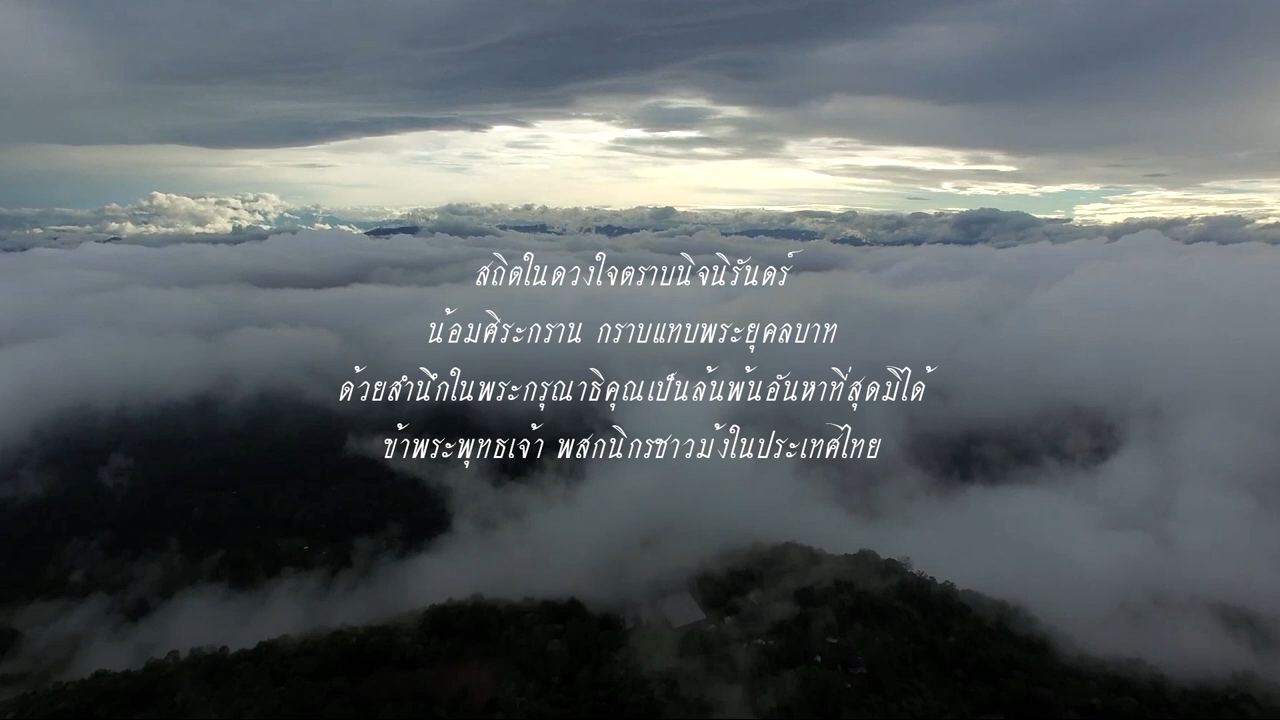 สถิตในดวงใจตราบนิจนิรันดร์
น้อมศิระกราน กราบแทบพระยุคลบาท
ด้วยสำนึกในพระกรุณาธิคุณเป็นล้นพ้นอันหาที่สุดมิได้
ข้าพระพุทธเจ้า พสกนิกรชาวม้งในประเทศไทย